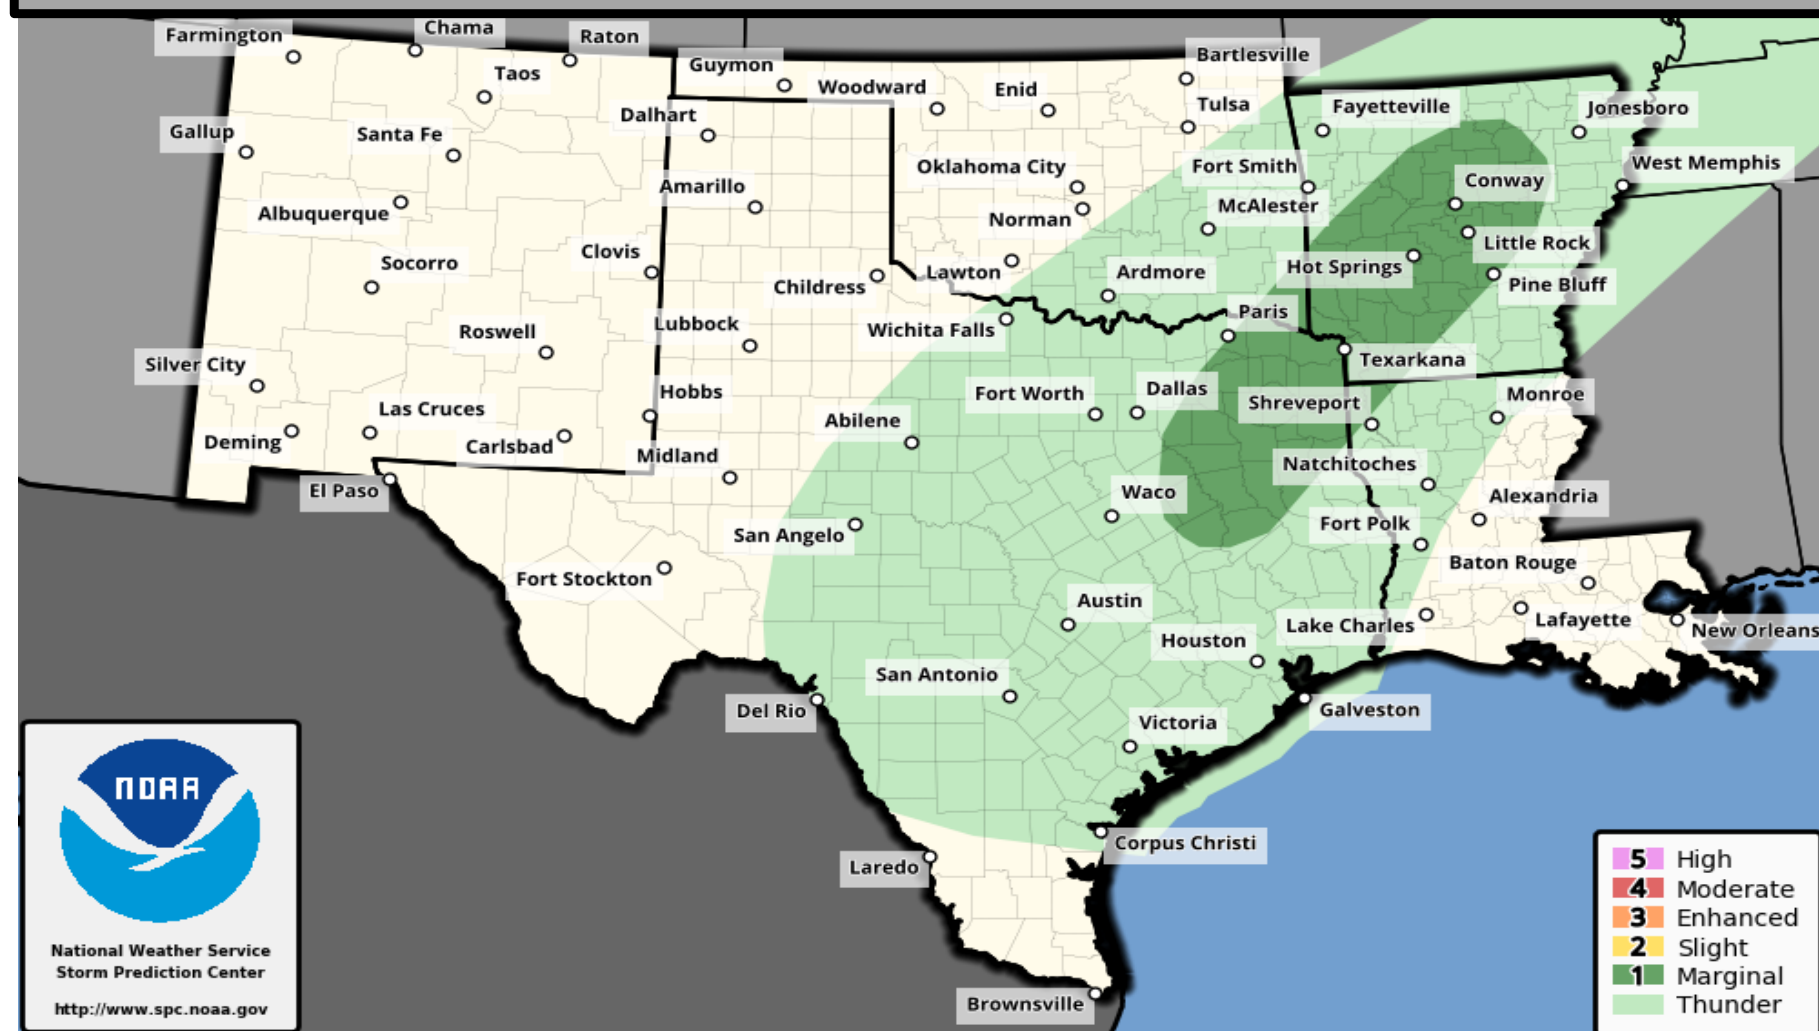 Farmington
Chama
Raton
Taos
Guymon
Woodward
Enid
Bartlesville
Tulsa
Fayetteville
Jonesboro
Gallup
Santa Fe
Dalhart
Oklahoma City
Fort Smith
Conway
West Memphis
Albuquerque
Amarillo
Norman
McAlester
Little Rock
Socorro
Clovis
Childress
Lawton
Ardmore
Hot Springs
Pine Bluff
Roswell
Lubbock
Wichita Falls
Paris
Texarkana
Silver City
Las Cruces
Hobbs
Abilene
Fort Worth
Dallas
Shreveport
Monroe
Deming
Carlsbad
Midland
Natchitoches
El Paso
San Angelo
Waco
Alexandria
Fort Polk
Fort Stockton
Baton Rouge
Austin
Houston
Lake Charles
Lafayette
New Orleans
San Antonio
Del Rio
Victoria
Galveston
Corpus Christi
Laredo
Brownsville
NOAA
National Weather Service
Storm Prediction Center
http://www.spc.noaa.gov
5 High
4 Moderate
3 Enhanced
2 Slight
1 Marginal
Thunder